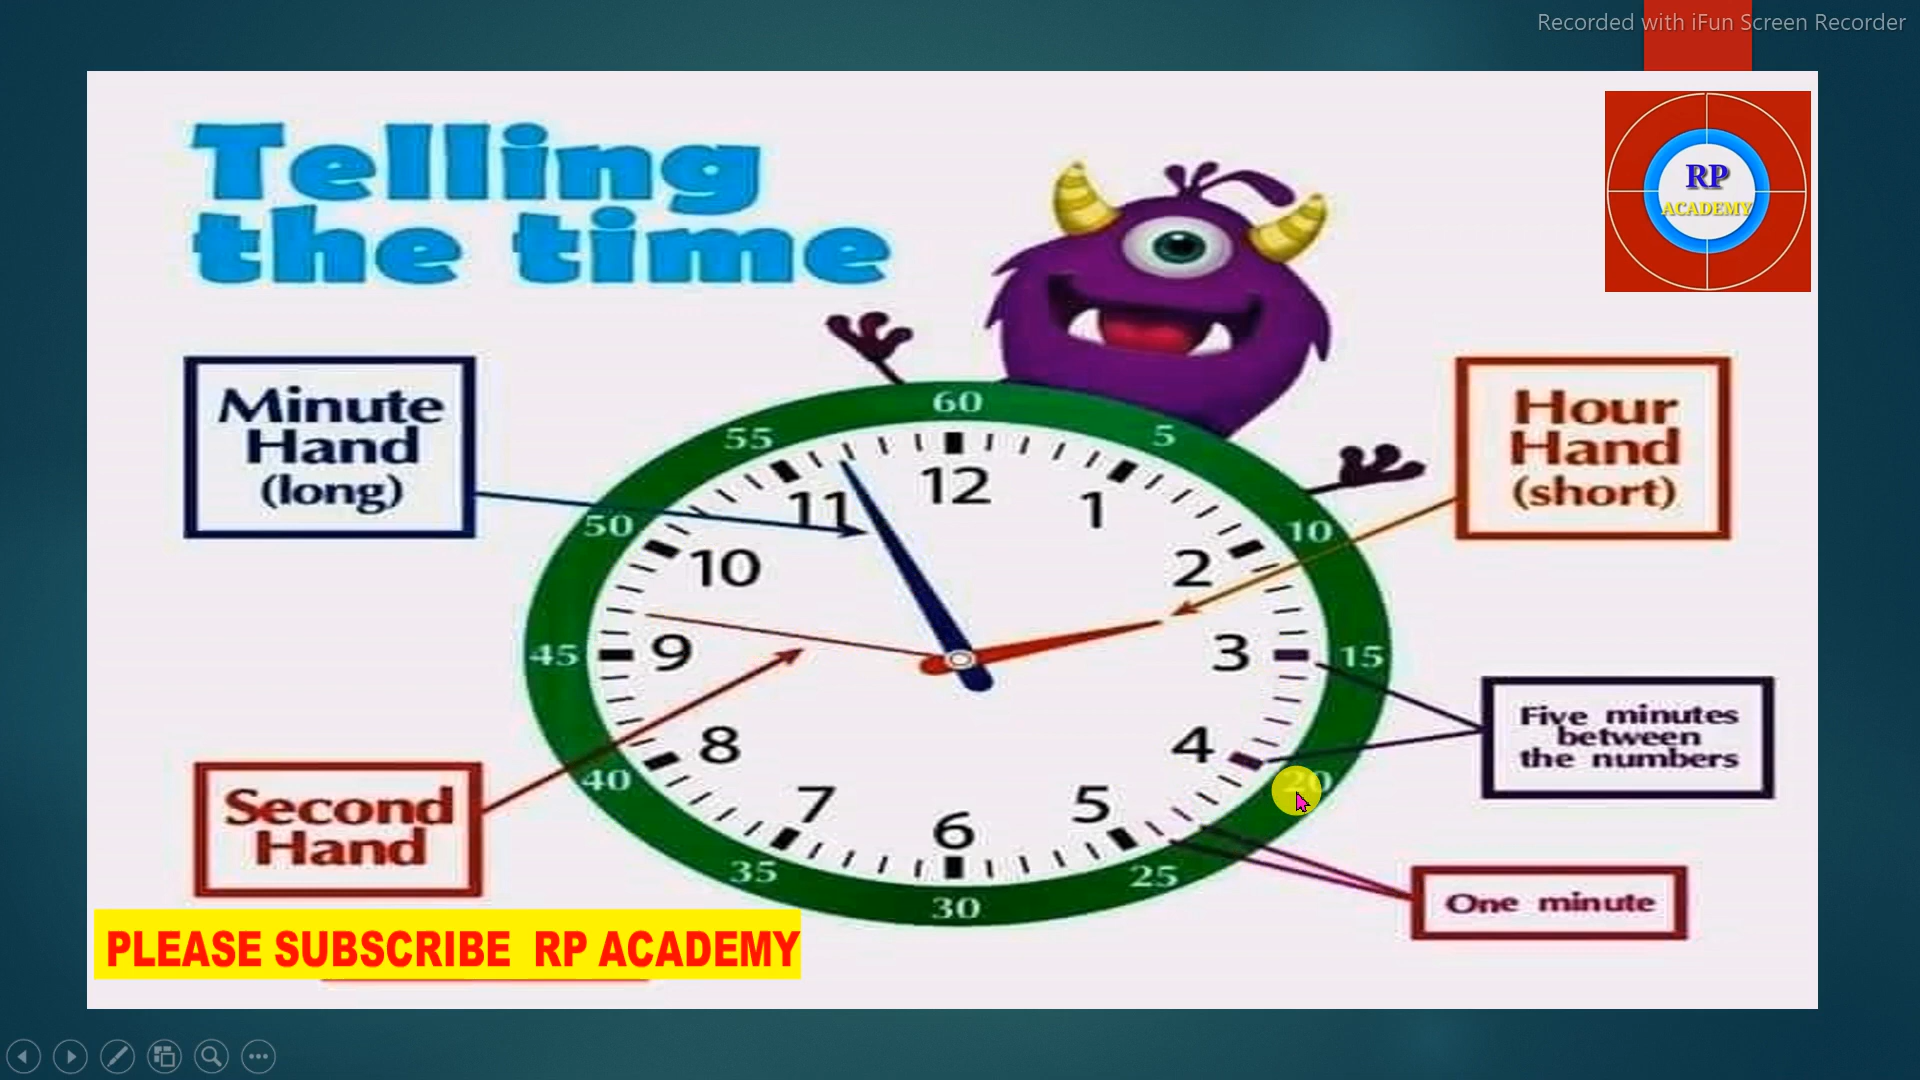 Recorded with iFun Screen Recorder
Telling
the time
RP
ACADEMY
Minute
Hand
(long)
Hour
Hand
(short)
60
55
5
50
10
45
15
40
20
35
25
30
12
11
1
10
2
9
3
8
4
7
5
6
Five minutes
between
the numbers
Second
Hand
One minute
PLEASE SUBSCRIBE RP ACADEMY